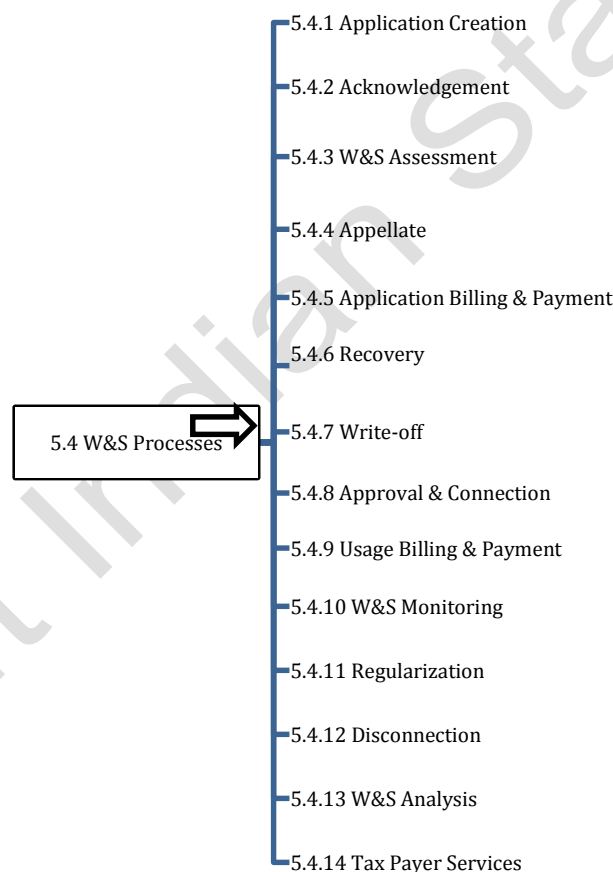 5.4.1 Application Creation
5.4.2 Acknowledgement
5.4.3 W&S Assessment
5.4.4 Appellate
5.4.5 Application Billing & Payment
5.4.6 Recovery
5.4 W&S Processes
5.4.7 Write-off
5.4.8 Approval & Connection
5.4.9 Usage Billing & Payment
5.4.10 W&S Monitoring
5.4.11 Regularization
5.4.12 Disconnection
5.4.13 W&S Analysis
5.4.14 Tax Payer Services
Indian